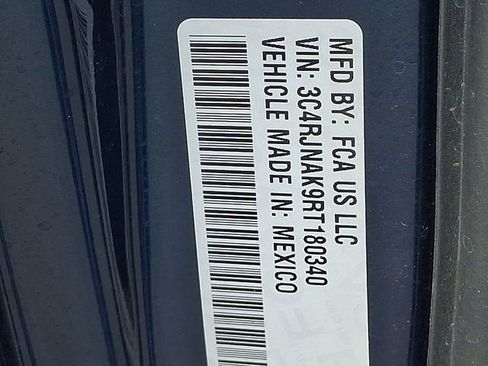 MFD BY: FCA US LLC
VIN: 3C4RJNAK9RT180340
VEHICLE MADE IN: MEXICO